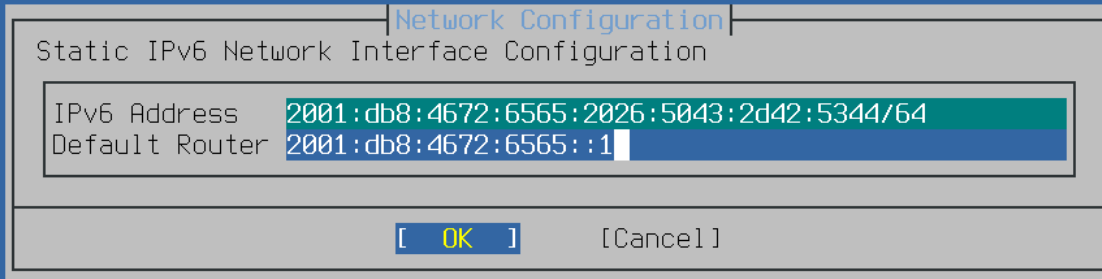 Network Configuration
Static IPv6 Network Interface Configuration
IPv6 Address 2001:db8:4672:6565:2026:5043:2d42:5344/64
Default Router 2001:db8:4672:6565::1
[ OK ] [Cancel]